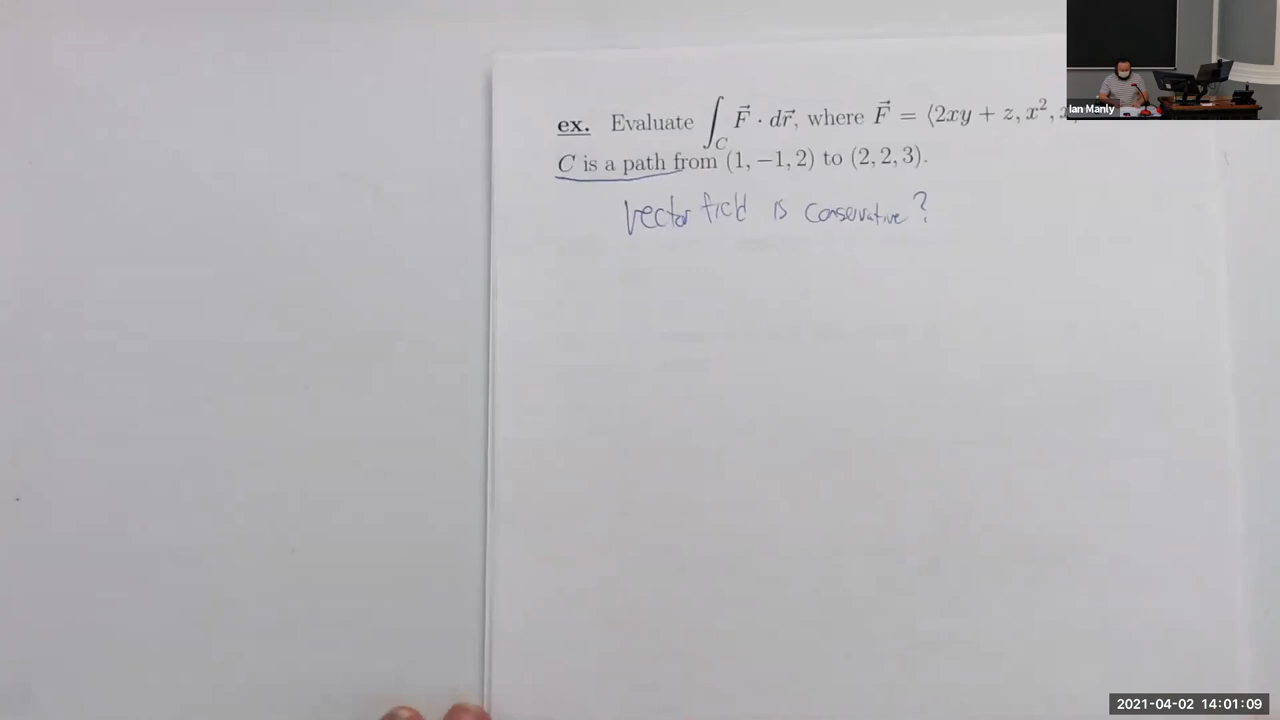 ex. Evaluate ∫_C F⃗ · dr⃗, where F⃗ = ⟨2xy + z, x²,
C is a path from (1, −1, 2) to (2, 2, 3).
vector field is conservative?
Ian Manly
2021-04-02 14:01:09